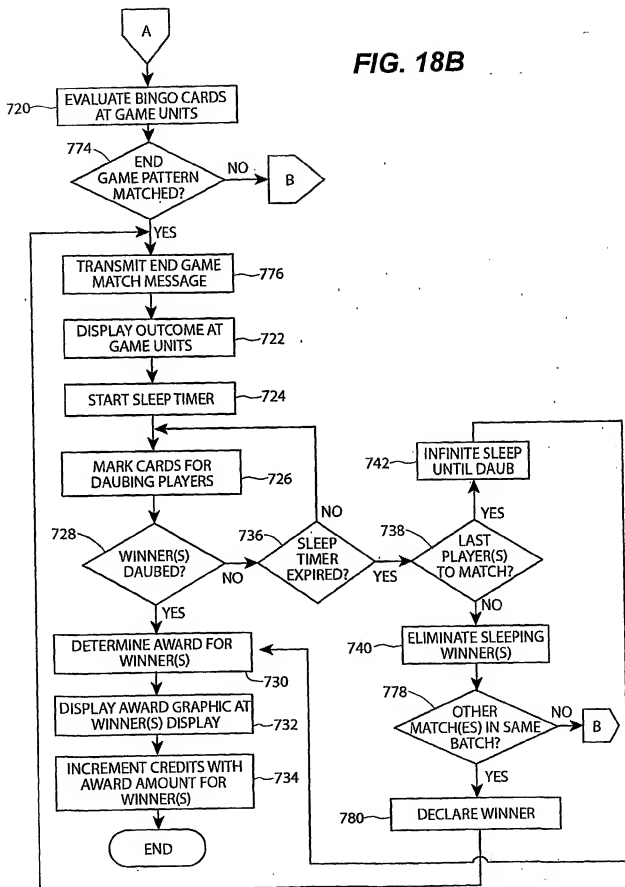 A
FIG. 18B
720
EVALUATE BINGO CARDS
AT GAME UNITS
774
END
GAME PATTERN
MATCHED?
NO
B
YES
TRANSMIT END GAME
MATCH MESSAGE
776
DISPLAY OUTCOME AT
GAME UNITS
722
START SLEEP TIMER
724
MARK CARDS FOR
DAUBING PLAYERS
726
728
WINNER(S)
DAUBED?
NO
YES
736
SLEEP
TIMER
EXPIRED?
NO
YES
738
LAST
PLAYER(S)
TO MATCH?
YES
742
INFINITE SLEEP
UNTIL DAUB
NO
740
ELIMINATE SLEEPING
WINNER(S)
778
OTHER
MATCH(ES) IN SAME
BATCH?
NO
B
YES
780
DECLARE WINNER
DETERMINE AWARD FOR
WINNER(S)
730
DISPLAY AWARD GRAPHIC AT
WINNER(S) DISPLAY
732
INCREMENT CREDITS WITH
AWARD AMOUNT FOR
WINNER(S)
734
END